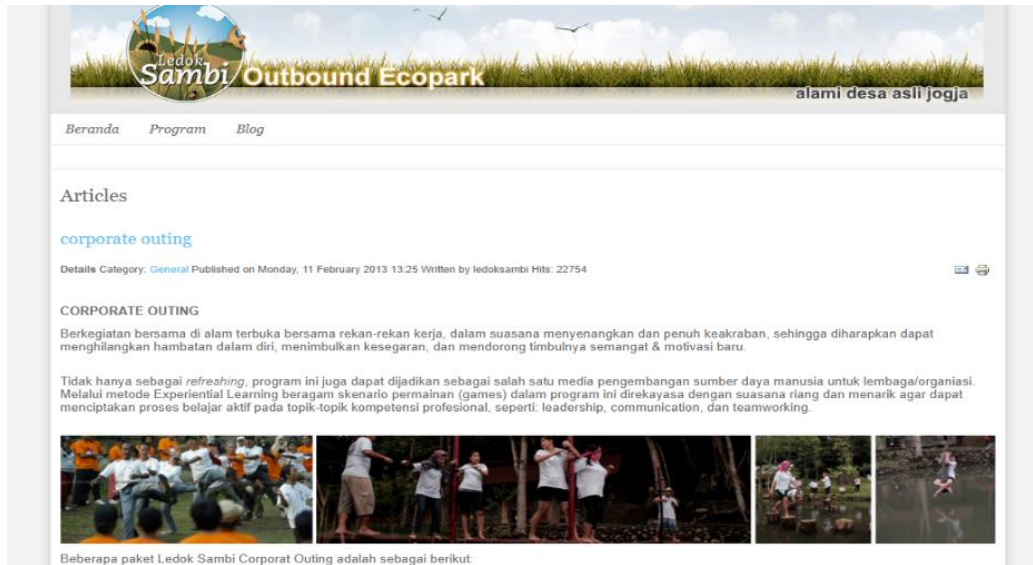 Ledok
Sambi Outbound Ecopark
alami desa asli jogja
Beranda Program Blog
Articles
corporate outing
Details Category: General Published on Monday, 11 February 2013 13:25 Written by ledoksambi Hits: 22754
CORPORATE OUTING
Berkegiatan bersama di alam terbuka bersama rekan-rekan kerja, dalam suasana menyenangkan dan penuh keakraban, sehingga diharapkan dapat
menghilangkan hambatan dalam diri, menimbulkan kesegaran, dan mendorong timbulnya semangat & motivasi baru.
Tidak hanya sebagai refreshing, program ini juga dapat dijadikan sebagai salah satu media pengembangan sumber daya manusia untuk lembaga/organiasi.
Melalui metode Experiential Learning beragam skenario permainan (games) dalam program ini direkayasa dengan suasana riang dan menarik agar dapat
menciptakan proses belajar aktif pada topik-topik kompetensi profesional, seperti: leadership, communication, dan teamworking.
Beberapa paket Ledok Sambi Corporat Outing adalah sebagai berikut: